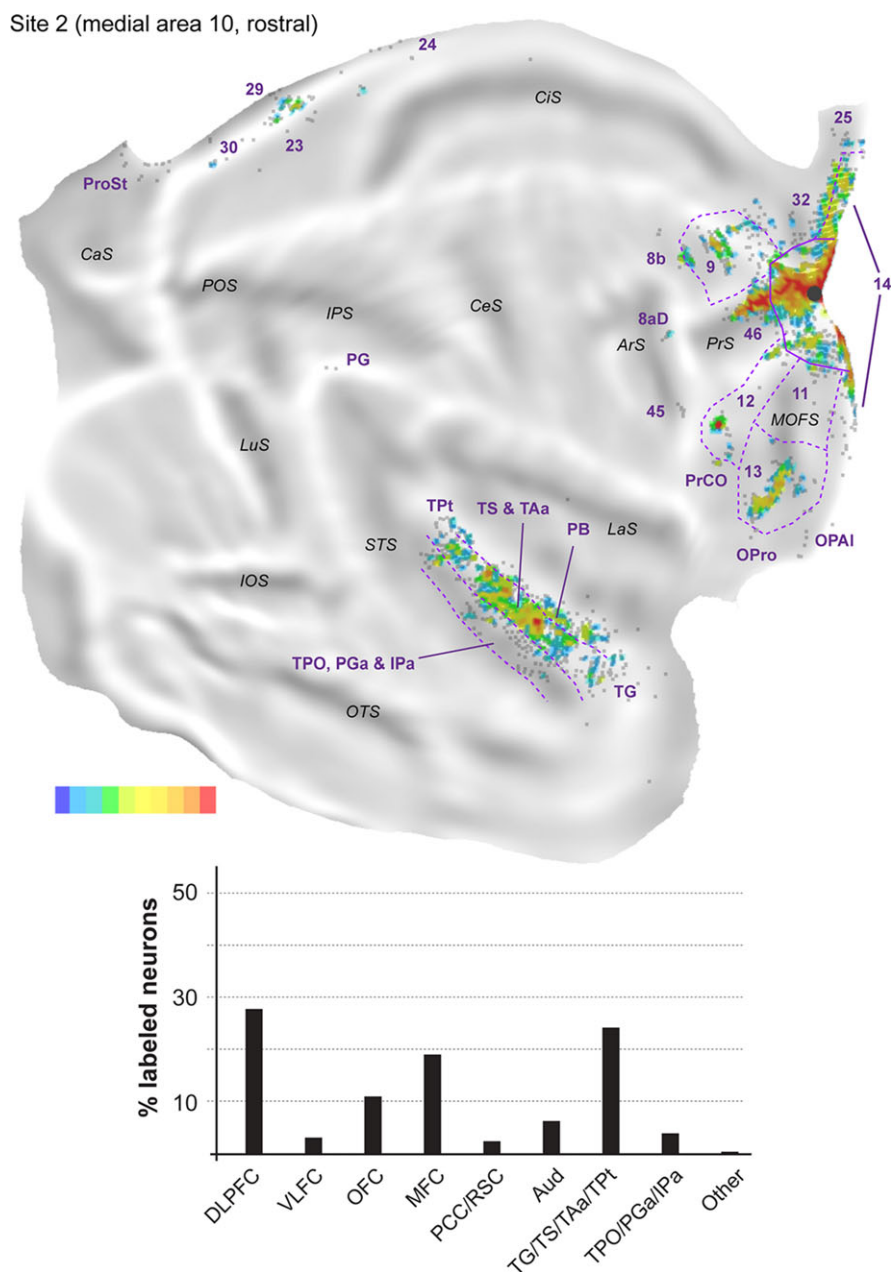 Site 2 (medial area 10, rostral)
24
29
CiS
25
30
23
ProSt
32
CaS
8b
9
POS
14
IPS
CeS
8aD
46
ArS
PrS
PG
12
11
45
MOFS
LuS
PrCO
13
TPt
TS & TAa
PB
LaS
STS
OPro
OPAl
IOS
TPO, PGa & IPa
TG
OTS
% labeled neurons
50
30
10
DLPFC
VLFC
OFC
MFC
PCC/RSC
Aud
TG/TS/TAa/TPt
TPO/PGa/IPa
Other